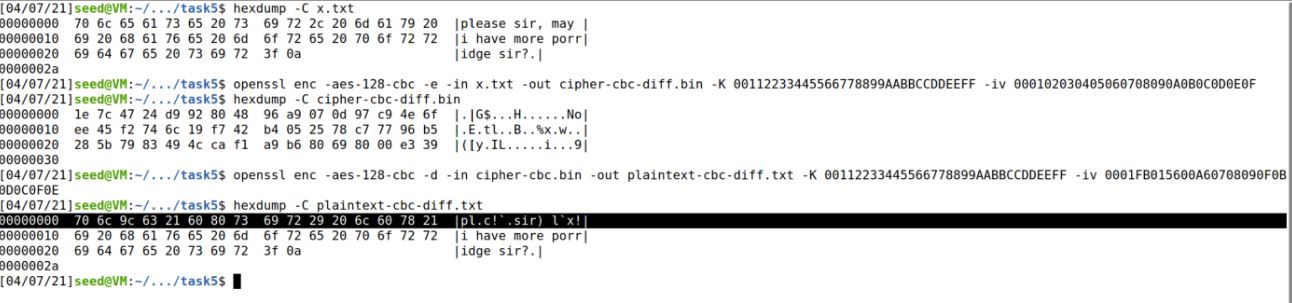 [04/07/21]seed@VM:~/.../task5$ hexdump -C x.txt
00000000  70 6c 65 61 73 65 20 73  69 72 2c 20 6d 61 79 20  |please sir, may |
00000010  69 20 68 61 76 65 20 6d  6f 72 65 20 70 6f 72 72  |i have more porr|
00000020  69 64 67 65 20 73 69 72  3f 0a                    |idge sir?.|
0000002a
[04/07/21]seed@VM:~/.../task5$ openssl enc -aes-128-cbc -e -in x.txt -out cipher-cbc-diff.bin -K 00112233445566778899AABBCCDDEEFF -iv 000102030405060708090A0B0C0D0E0F
[04/07/21]seed@VM:~/.../task5$ hexdump -C cipher-cbc-diff.bin
00000000  1e 7c 47 24 d9 92 80 48  96 a9 07 0d 97 c9 4e 6f  |.|G$...H......No|
00000010  ee 45 f2 74 6c 19 f7 42  b4 05 25 78 c7 77 96 b5  |.E.tl..B..%x.w..|
00000020  28 5b 79 83 49 4c ca f1  a9 b6 80 69 80 00 e3 39  |([y.IL.....i...9|
00000030
[04/07/21]seed@VM:~/.../task5$ openssl enc -aes-128-cbc -d -in cipher-cbc.bin -out plaintext-cbc-diff.txt -K 00112233445566778899AABBCCDDEEFF -iv 0001FB015600A60708090F0B
0D0C0F0E
[04/07/21]seed@VM:~/.../task5$ hexdump -C plaintext-cbc-diff.txt
00000000  70 6c 9c 63 21 60 80 73  69 72 29 20 6c 60 78 21  |pl.c!`.sir) l`x!|
00000010  69 20 68 61 76 65 20 6d  6f 72 65 20 70 6f 72 72  |i have more porr|
00000020  69 64 67 65 20 73 69 72  3f 0a                    |idge sir?.|
0000002a
[04/07/21]seed@VM:~/.../task5$